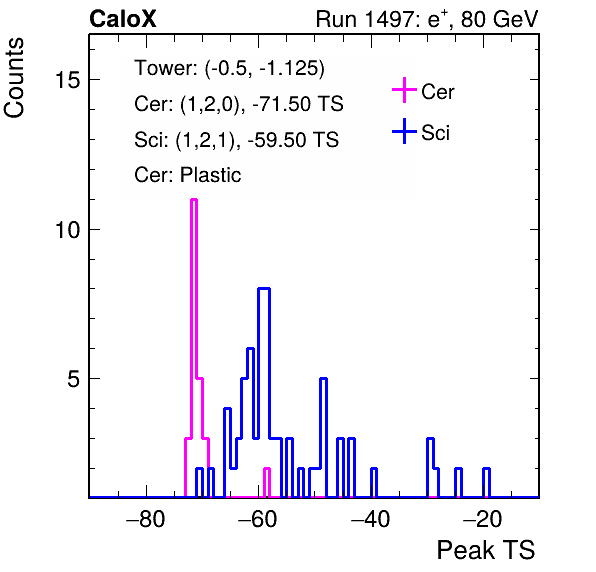 CaloX Run 1497: e⁺, 80 GeV
Counts
Tower: (-0.5, -1.125)
Cer: (1,2,0), -71.50 TS
Sci: (1,2,1), -59.50 TS
Cer: Plastic
Cer
Sci
15
10
5
−80 −60 −40 −20
Peak TS